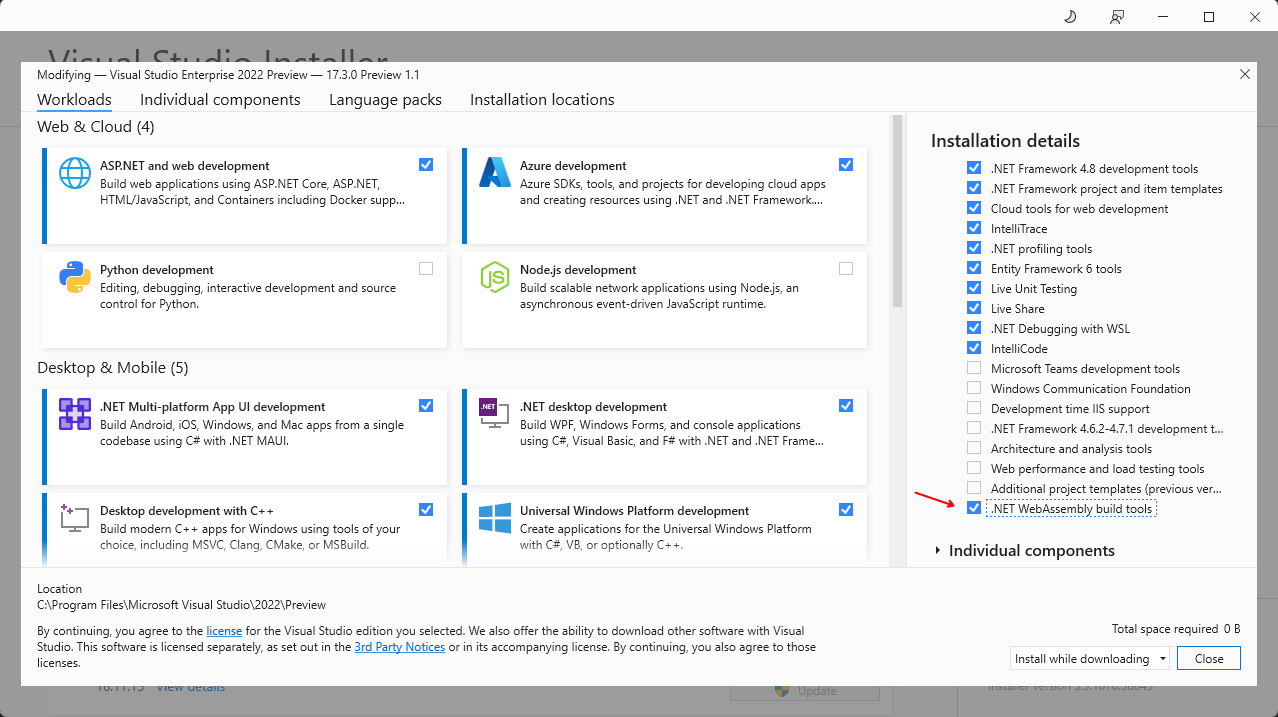 Visual Studio Installer
Modifying — Visual Studio Enterprise 2022 Preview — 17.3.0 Preview 1.1
Workloads
Individual components
Language packs
Installation locations
Web & Cloud (4)
ASP.NET and web development
Build web applications using ASP.NET Core, ASP.NET,
HTML/JavaScript, and Containers including Docker supp...
Azure development
Azure SDKs, tools, and projects for developing cloud apps
and creating resources using .NET and .NET Framework....
Python development
Editing, debugging, interactive development and source
control for Python.
JS
Node.js development
Build scalable network applications using Node.js, an
asynchronous event-driven JavaScript runtime.
Desktop & Mobile (5)
.NET Multi-platform App UI development
Build Android, iOS, Windows, and Mac apps from a single
codebase using C# with .NET MAUI.
.NET
.NET desktop development
Build WPF, Windows Forms, and console applications
using C#, Visual Basic, and F# with .NET and .NET Frame...
Desktop development with C++
Build modern C++ apps for Windows using tools of your
choice, including MSVC, Clang, CMake, or MSBuild.
Universal Windows Platform development
Create applications for the Universal Windows Platform
with C#, VB, or optionally C++.
Installation details
.NET Framework 4.8 development tools
.NET Framework project and item templates
Cloud tools for web development
IntelliTrace
.NET profiling tools
Entity Framework 6 tools
Live Unit Testing
Live Share
.NET Debugging with WSL
IntelliCode
Microsoft Teams development tools
Windows Communication Foundation
Development time IIS support
.NET Framework 4.6.2-4.7.1 development t...
Architecture and analysis tools
Web performance and load testing tools
Additional project templates (previous ver...
.NET WebAssembly build tools
Individual components
Location
C:\Program Files\Microsoft Visual Studio\2022\Preview
By continuing, you agree to the license for the Visual Studio edition you selected. We also offer the ability to download other software with Visual
Studio. This software is licensed separately, as set out in the 3rd Party Notices or in its accompanying license. By continuing, you also agree to those
licenses.
Total space required 0 B
Install while downloading
Close
View details
Update